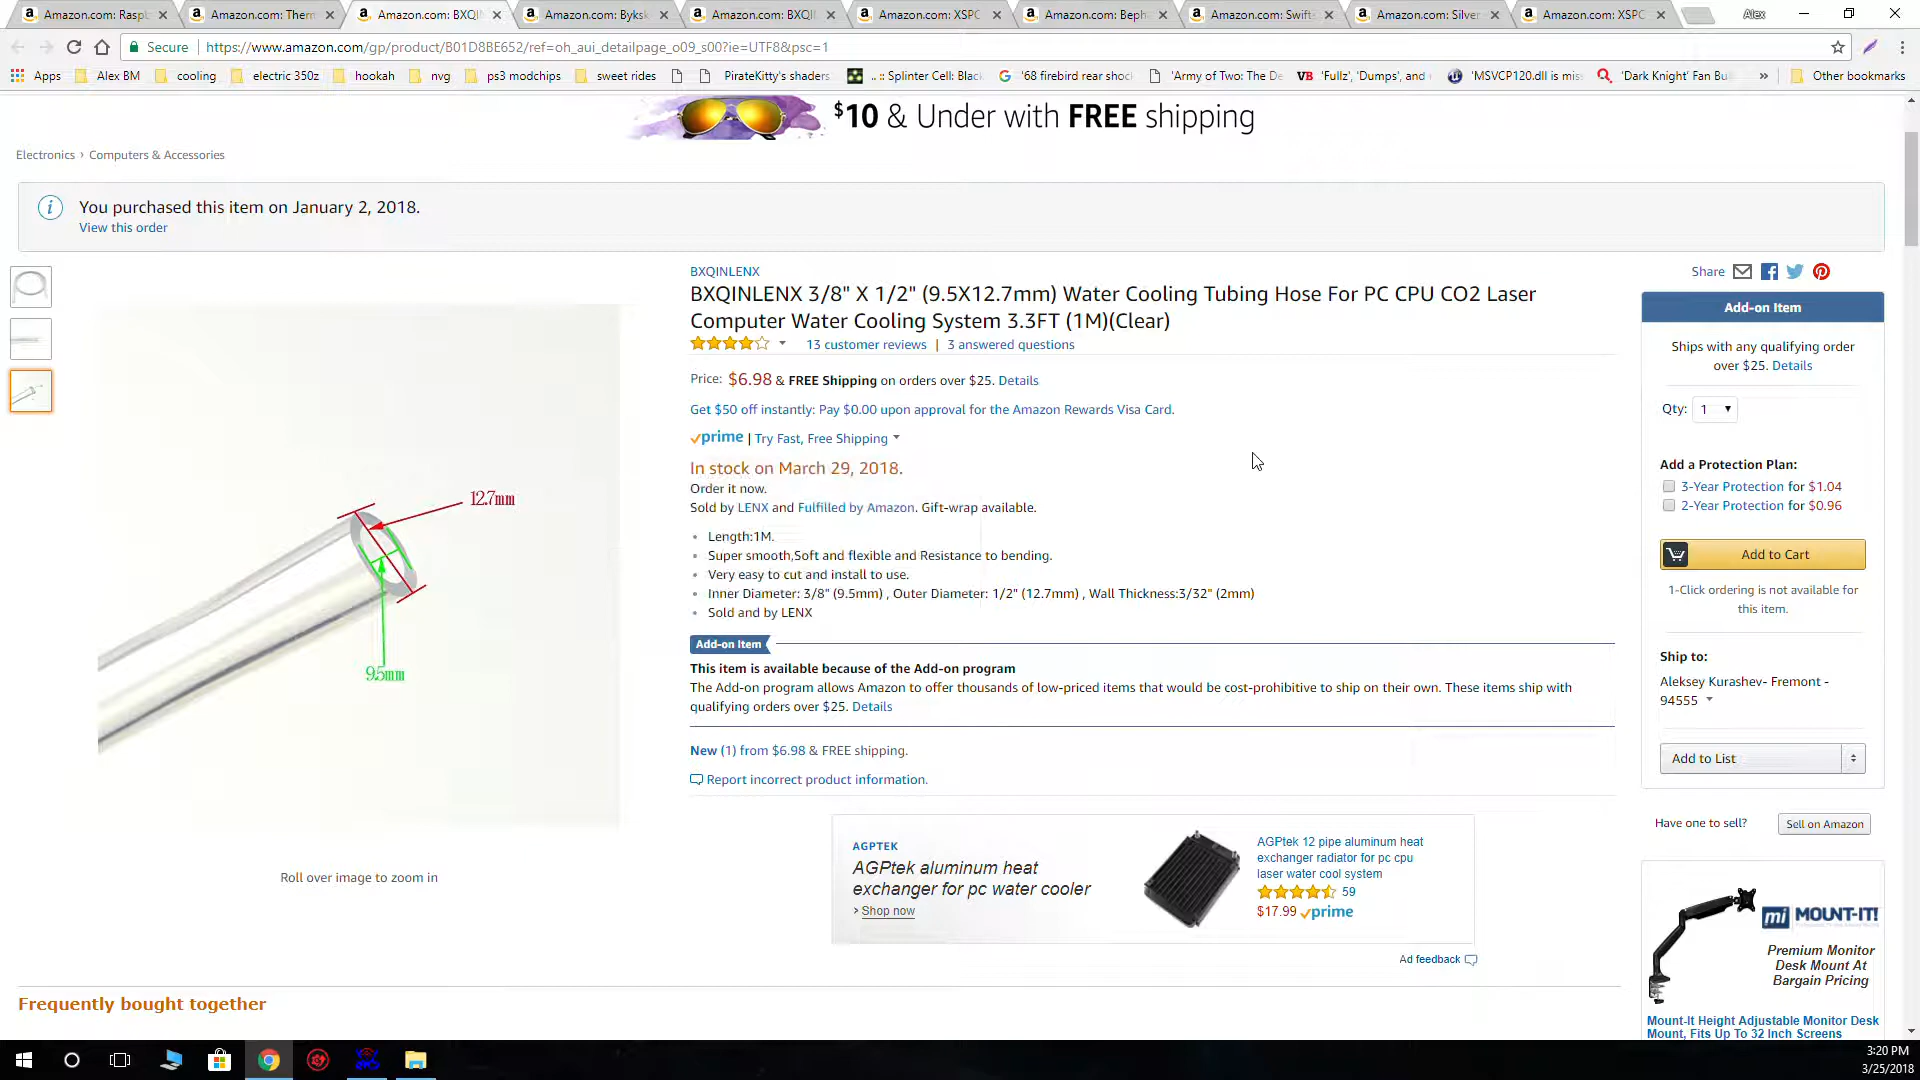 Amazon.com: Rasp
Amazon.com: Therm
Amazon.com: BXQIN
Amazon.com: Byksk
Amazon.com: BXQIL
Amazon.com: XSPC
Amazon.com: Beph
Amazon.com: Swift
Amazon.com: Silver
Amazon.com: XSPC
Alex
Secure
https://www.amazon.com/gp/product/B01D8BE652/ref=oh_aui_detailpage_o09_s00?ie=UTF8&psc=1
Apps
Alex BM
cooling
electric 350z
hookah
nvg
ps3 modchips
sweet rides
PirateKitty's shaders
.. :: Splinter Cell: Blac
'68 firebird rear shoc
'Army of Two: The De
'Fullz', 'Dumps', and
'MSVCP120.dll is mis
'Dark Knight' Fan Bu
»
Other bookmarks
$10 & Under with FREE shipping
Electronics › Computers & Accessories
You purchased this item on January 2, 2018.
View this order
12.7mm
9.5mm
Roll over image to zoom in
BXQINLENX
BXQINLENX 3/8" X 1/2" (9.5X12.7mm) Water Cooling Tubing Hose For PC CPU CO2 Laser
Computer Water Cooling System 3.3FT (1M)(Clear)
13 customer reviews | 3 answered questions
Price: $6.98 & FREE Shipping on orders over $25. Details
Get $50 off instantly: Pay $0.00 upon approval for the Amazon Rewards Visa Card.
prime | Try Fast, Free Shipping
In stock on March 29, 2018.
Order it now.
Sold by LENX and Fulfilled by Amazon. Gift-wrap available.
• Length:1M.
• Super smooth,Soft and flexible and Resistance to bending.
• Very easy to cut and install to use.
• Inner Diameter: 3/8" (9.5mm) , Outer Diameter: 1/2" (12.7mm) , Wall Thickness:3/32" (2mm)
• Sold and by LENX
Add-on Item
This item is available because of the Add-on program
The Add-on program allows Amazon to offer thousands of low-priced items that would be cost-prohibitive to ship on their own. These items ship with
qualifying orders over $25. Details
New (1) from $6.98 & FREE shipping.
Report incorrect product information.
AGPTEK
AGPtek aluminum heat
exchanger for pc water cooler
› Shop now
AGPtek 12 pipe aluminum heat
exchanger radiator for pc cpu
laser water cool system
59
$17.99 prime
Ad feedback
Share
Add-on Item
Ships with any qualifying order
over $25. Details
Qty: 1
Add a Protection Plan:
3-Year Protection for $1.04
2-Year Protection for $0.96
Add to Cart
1-Click ordering is not available for
this item.
Ship to:
Aleksey Kurashev- Fremont -
94555
Add to List
Have one to sell?
Sell on Amazon
mi MOUNT-IT!
Premium Monitor
Desk Mount At
Bargain Pricing
Mount-It Height Adjustable Monitor Desk
Mount, Fits Up To 32 Inch Screens
Frequently bought together
3:20 PM
3/25/2018